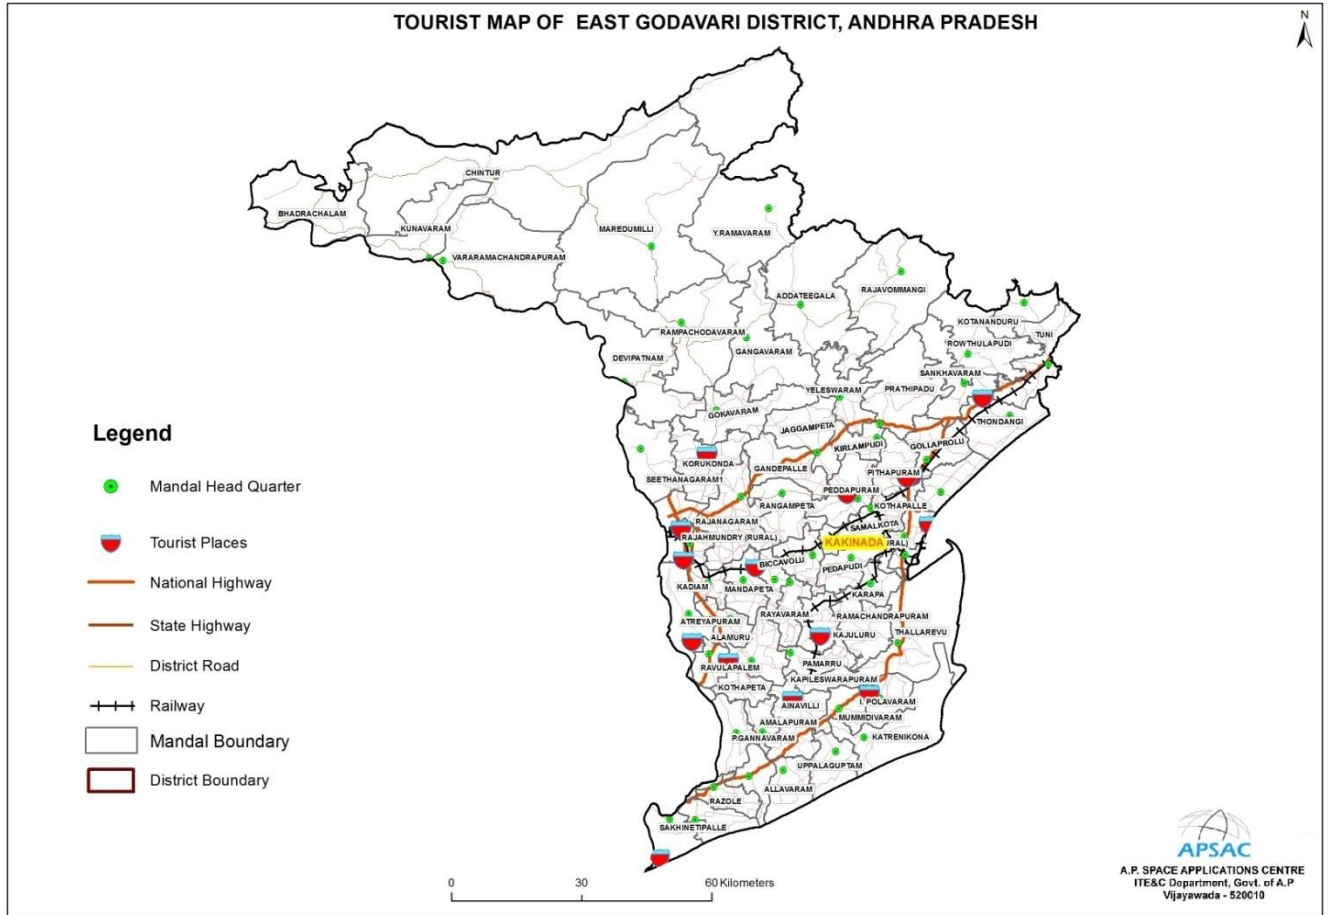 TOURIST MAP OF EAST GODAVARI DISTRICT, ANDHRA PRADESH
N
CHINTUR
BHADRACHALAM
KUNAVARAM
MAREDUMILLI
Y.RAMAVARAM
VARARAMACHANDRAPURAM
RAJAVOMMANGI
ADDATEEGALA
KOTANANDURU
RAMPACHODAVARAM
TUNI
ROWTHULAPUDI
GANGAVARAM
DEVIPATNAM
SANKHAVARAM
YELESWARAM
PRATHIPADU
GOKAVARAM
THONDANGI
JAGGAMPETA
KIRLAMPUDI
GOLLAPROLU
KORUKONDA
GANDEPALLE
PITHAPURAM
SEETHANAGARAM1
PEDDAPURAM
RANGAMPETA
KOTHAPALLE
RAJANAGARAM
SAMALKOTA
RAJAHMUNDRY (RURAL)
KAKINADA
RAL)
BICCAVOLU
PEDAPUDI
KADIAM
MANDAPETA
KARAPA
RAYAVARAM
RAMACHANDRAPURAM
ATREYAPURAM
ALAMURU
KAJULURU
THALLAREVU
RAVULAPALEM
PAMARRU
KAPILESWARAPURAM
KOTHAPETA
AINAVILLI
I. POLAVARAM
AMALAPURAM
MUMMIDIVARAM
P.GANNAVARAM
KATRENIKONA
UPPALAGUPTAM
ALLAVARAM
RAZOLE
SAKHINETIPALLE
Legend
Mandal Head Quarter
Tourist Places
National Highway
State Highway
District Road
Railway
Mandal Boundary
District Boundary
0 30 60 Kilometers
APSAC
A.P. SPACE APPLICATIONS CENTRE
ITE&C Department, Govt. of A.P
Vijayawada - 520010